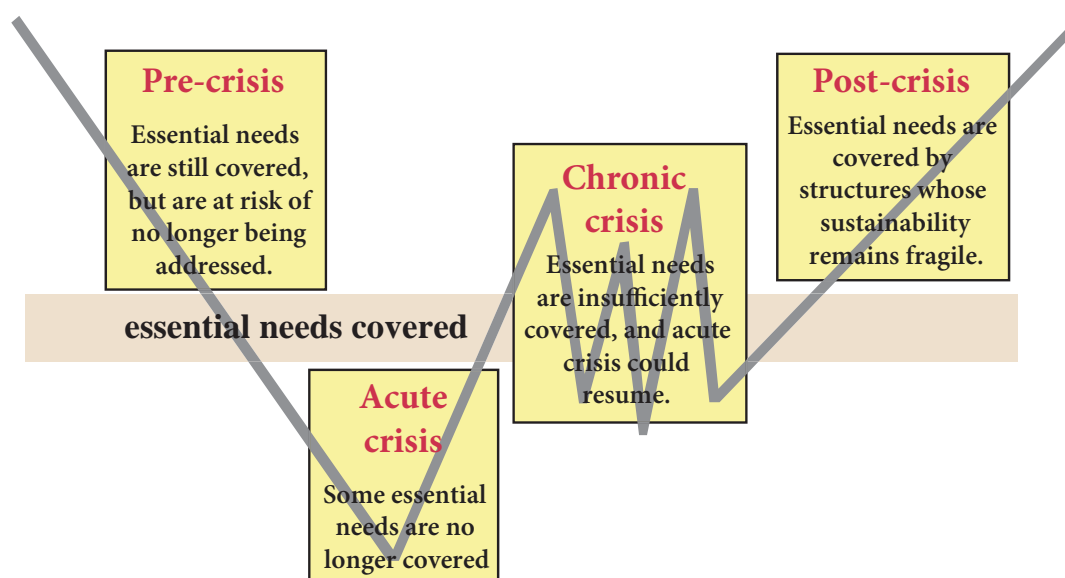 Pre-crisis
Essential needs
are still covered,
but are at risk of
no longer being
addressed.
essential needs covered
Acute
crisis
Some essential
needs are no
longer covered
Chronic
crisis
Essential needs
are insufficiently
covered, and acute
crisis could
resume.
Post-crisis
Essential needs are
covered by
structures whose
sustainability
remains fragile.